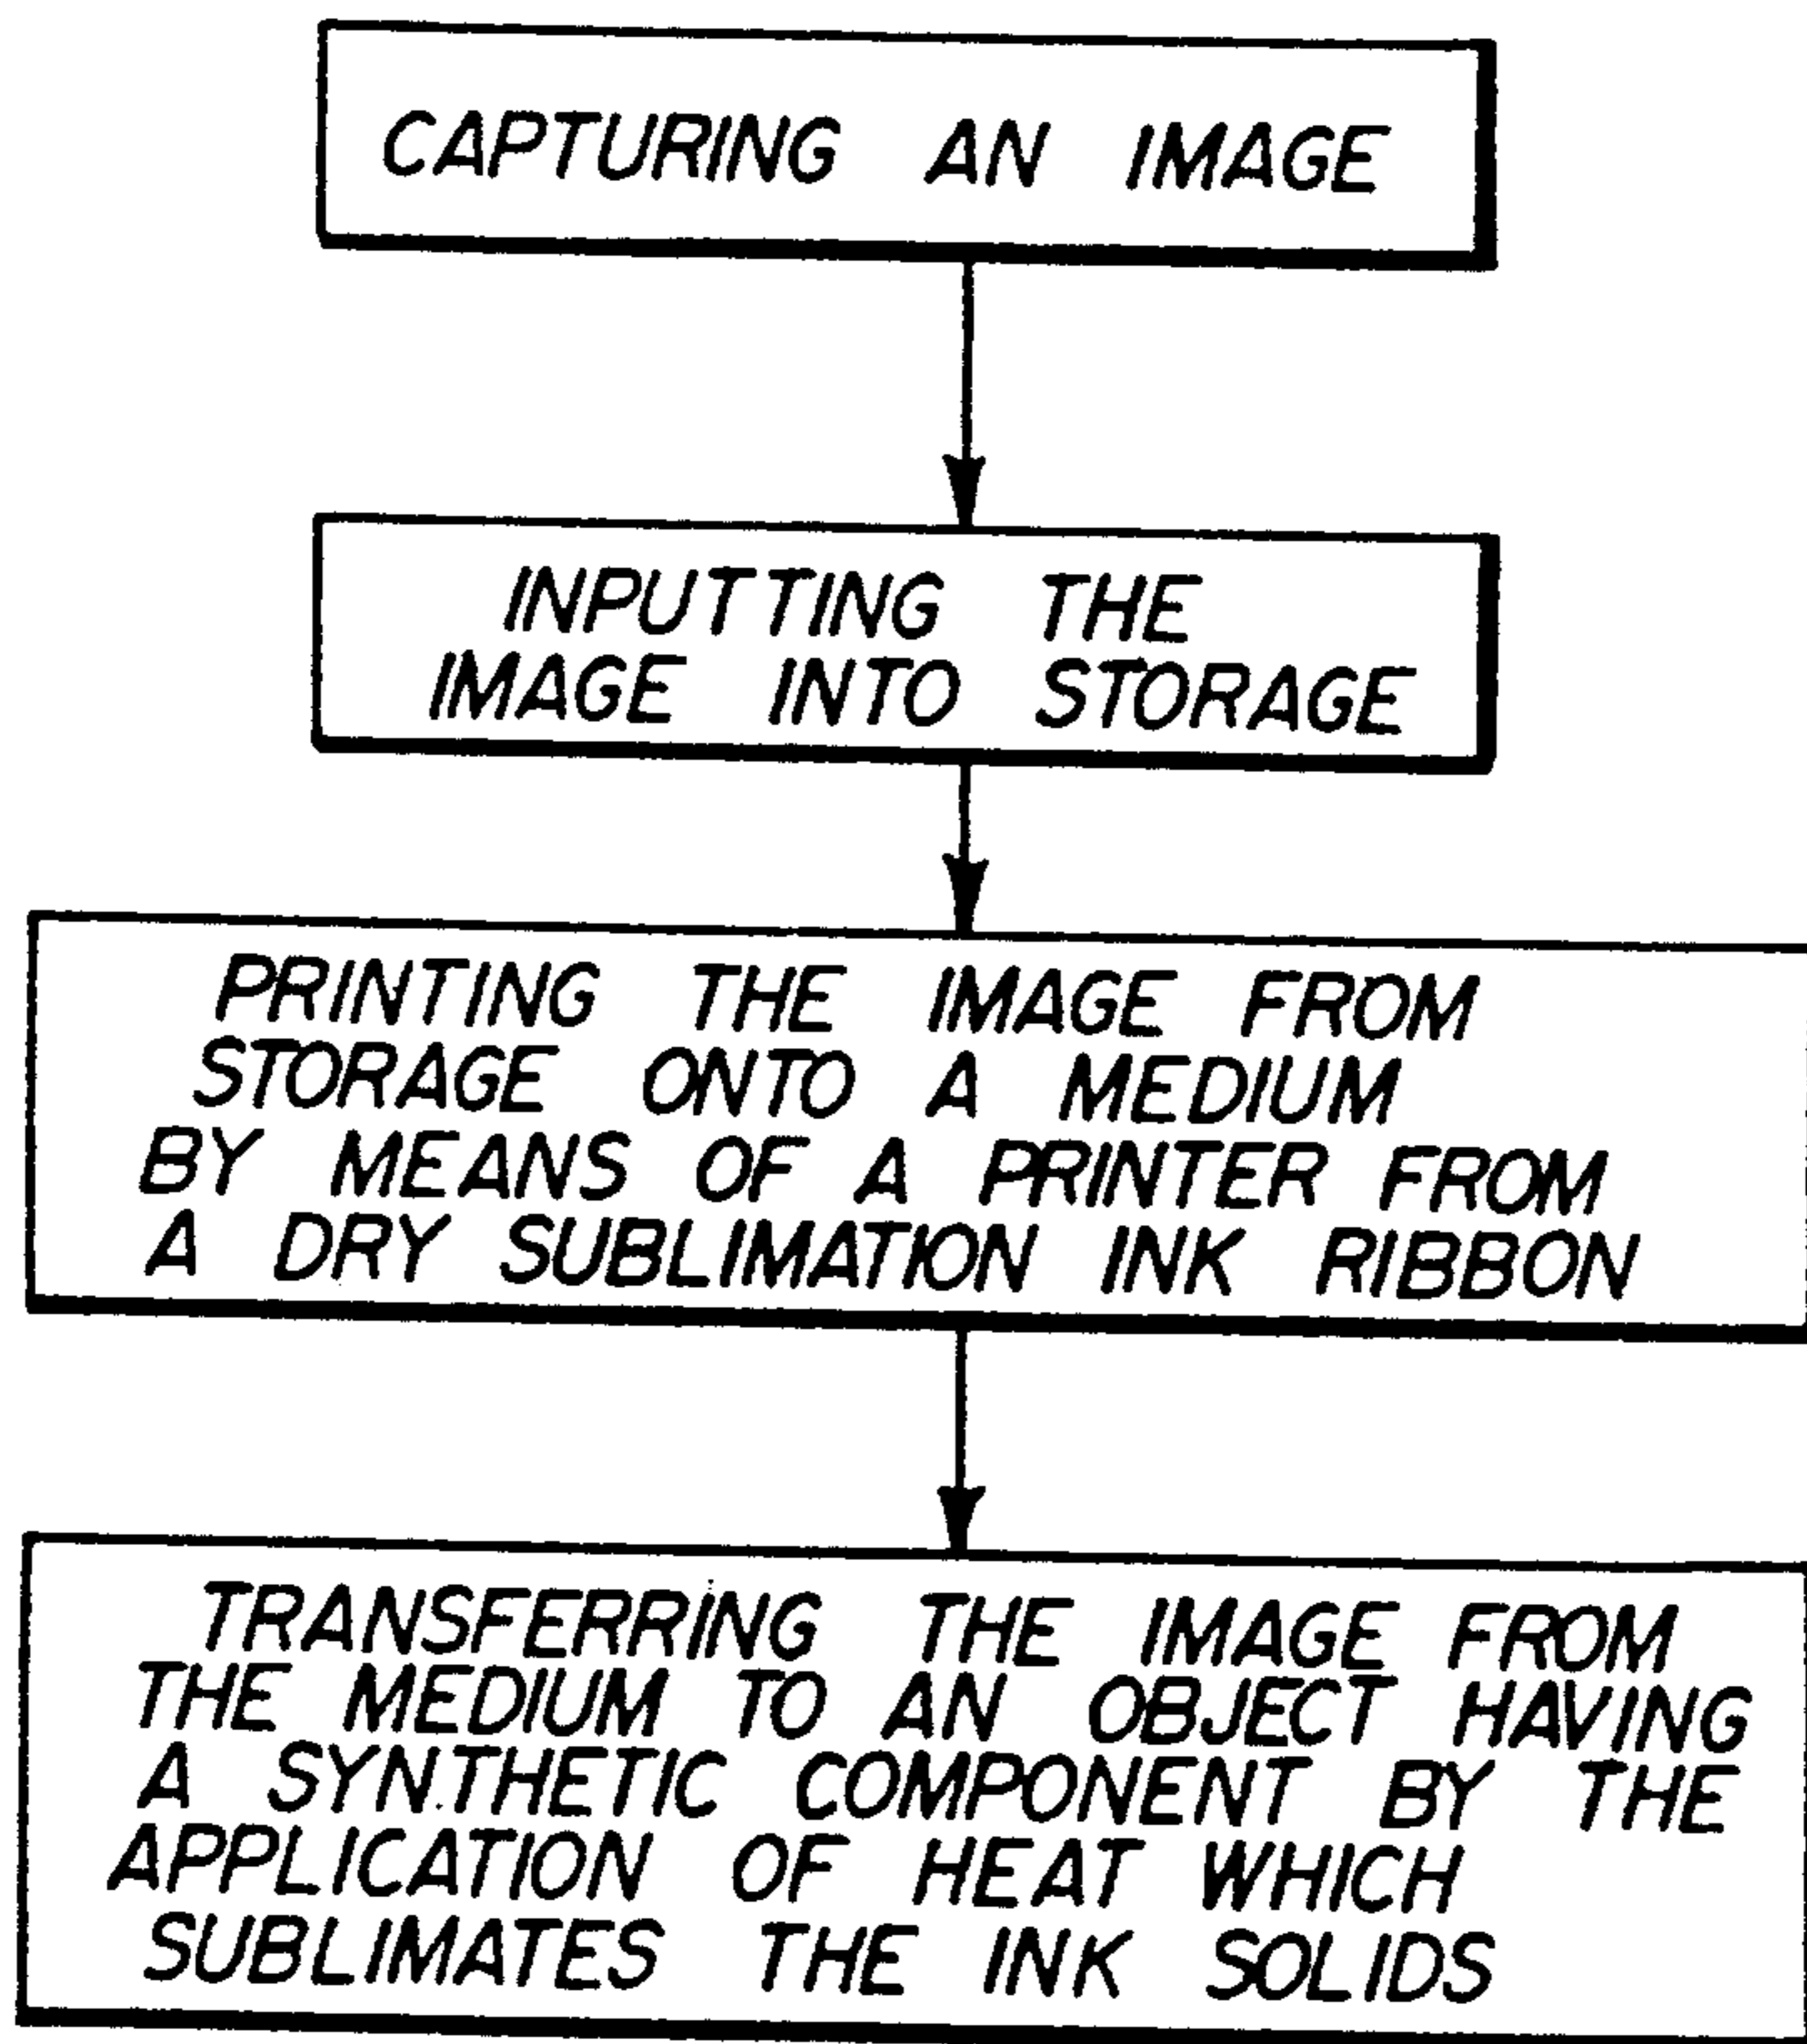 CAPTURING AN IMAGE
INPUTTING THE
IMAGE INTO STORAGE
PRINTING THE IMAGE FROM
STORAGE ONTO A MEDIUM
BY MEANS OF A PRINTER FROM
A DRY SUBLIMATION INK RIBBON
TRANSFERRING THE IMAGE FROM
THE MEDIUM TO AN OBJECT HAVING
A SYNTHETIC COMPONENT BY THE
APPLICATION OF HEAT WHICH
SUBLIMATES THE INK SOLIDS